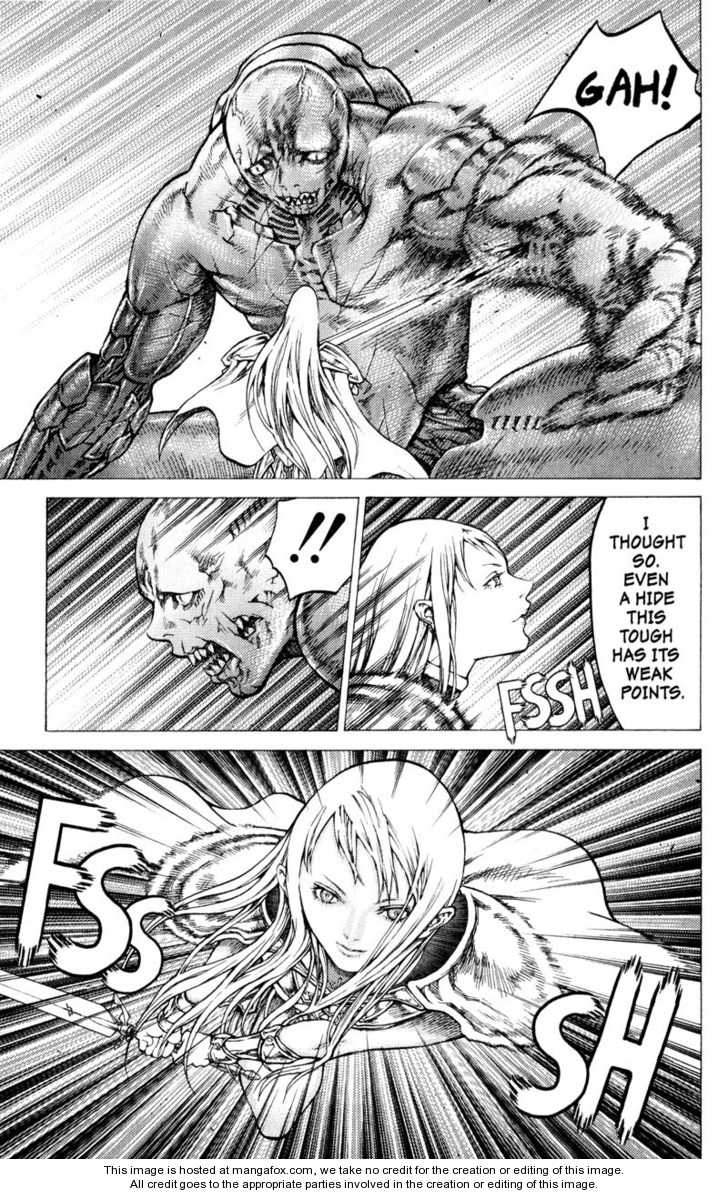 GAH!
I
THOUGHT
SO.
EVEN
A HIDE
THIS
TOUGH
HAS ITS
WEAK
POINTS.
!!
FSSH
FSS
SH
This image is hosted at mangafox.com, we take no credit for the creation or editing of this image.
All credit goes to the appropriate parties involved in the creation or editing of this image.